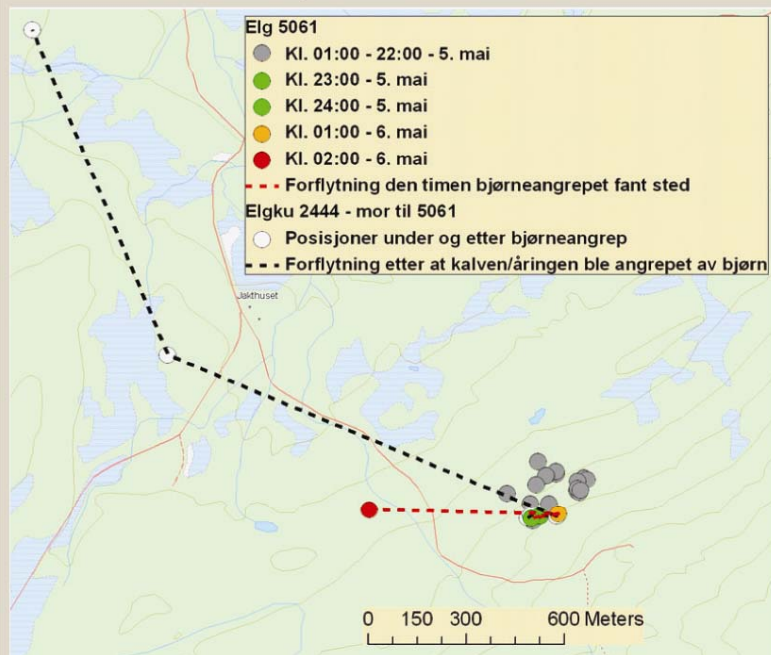 Elg 5061
Kl. 01:00 - 22:00 - 5. mai
Kl. 23:00 - 5. mai
Kl. 24:00 - 5. mai
Kl. 01:00 - 6. mai
Kl. 02:00 - 6. mai
Forflytning den timen bjørneangrepet fant sted
Elgku 2444 - mor til 5061
Posisjoner under og etter bjørneangrep
Forflytning etter at kalven/åringen ble angrepet av bjørn
Jakthuset
0 150 300 600 Meters